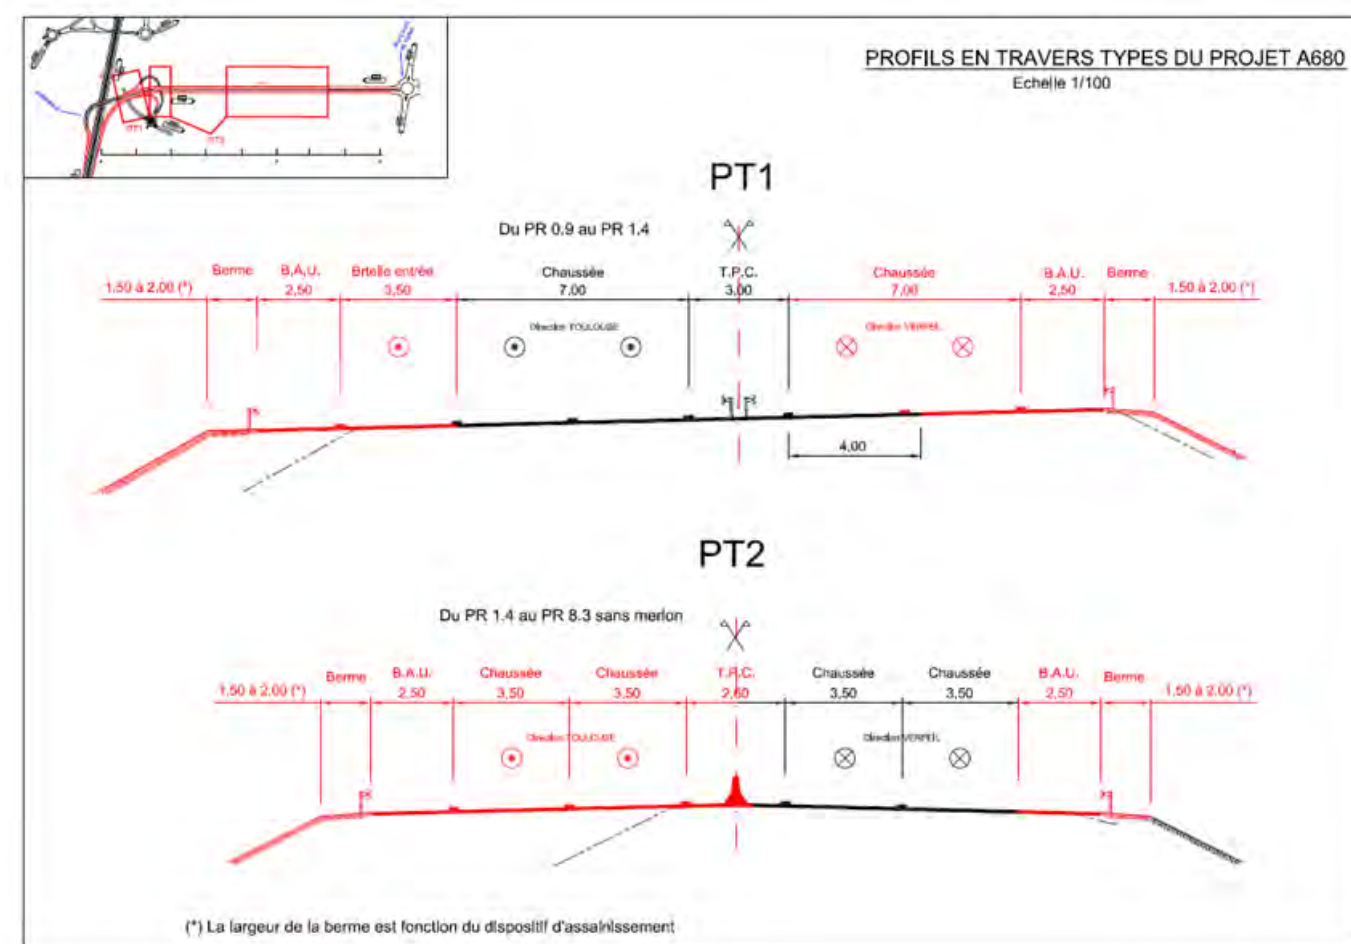 PROFILS EN TRAVERS TYPES DU PROJET A680
Echelle 1/100
PT1
PT2
PT1
Du PR 0.9 au PR 1.4
1.50 à 2.00 (*)
Berme
B.A.U.
2,50
Brtelle entrée
3,50
Chaussée
7.00
T.P.C.
3,00
Chaussée
7,00
B.A.U.
2,50
Berme
1.50 à 2.00 (*)
Direction TOULOUSE
Direction VERFEIL
4,00
PT2
Du PR 1.4 au PR 8.3 sans merlon
1.50 à 2.00 (*)
Berme
B.A.U.
2,50
Chaussée
3,50
Chaussée
3,50
T.P.C.
2,60
Chaussée
3,50
Chaussée
3,50
B.A.U.
2,50
Berme
1.50 à 2.00 (*)
Direction TOULOUSE
Direction VERFEIL
(*) La largeur de la berme est fonction du dispositif d'assainissement